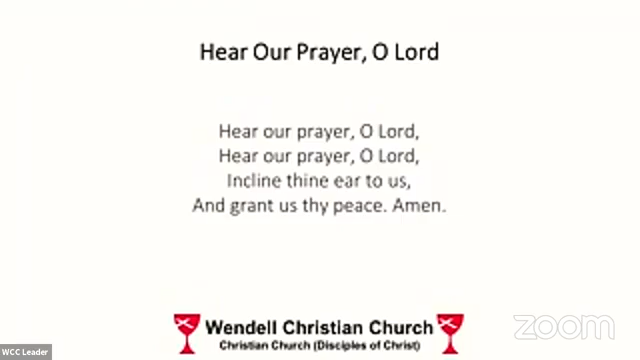 Hear Our Prayer, O Lord
Hear our prayer, O Lord,
Hear our prayer, O Lord,
Incline thine ear to us,
And grant us thy peace. Amen.
Wendell Christian Church
Christian Church (Disciples of Christ)
zoom
WCC Leader